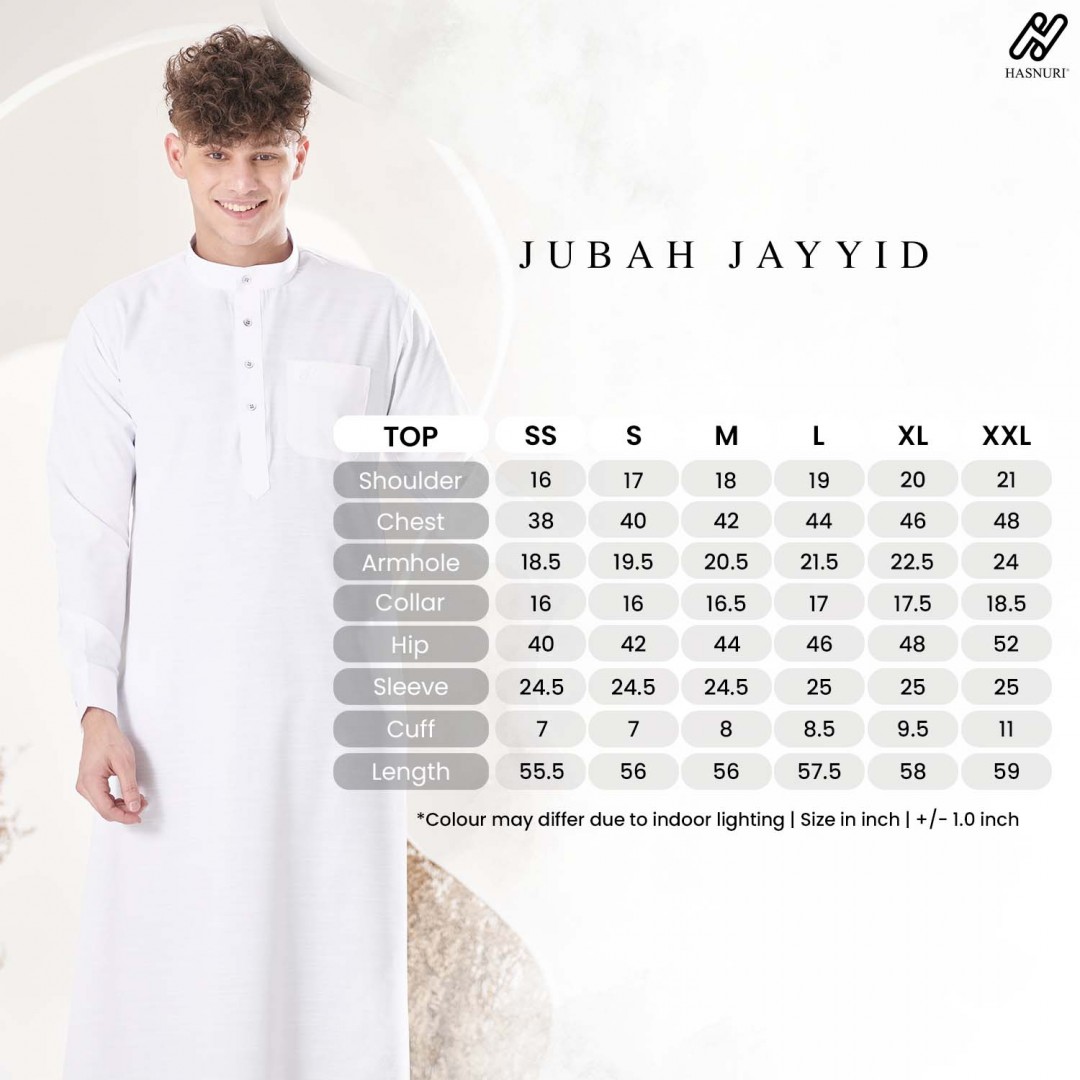 HASNURI
JUBAH JAYYID
TOP SS S M L XL XXL
Shoulder 16 17 18 19 20 21
Chest 38 40 42 44 46 48
Armhole 18.5 19.5 20.5 21.5 22.5 24
Collar 16 16 16.5 17 17.5 18.5
Hip 40 42 44 46 48 52
Sleeve 24.5 24.5 24.5 25 25 25
Cuff 7 7 8 8.5 9.5 11
Length 55.5 56 56 57.5 58 59
*Colour may differ due to indoor lighting | Size in inch | +/- 1.0 inch